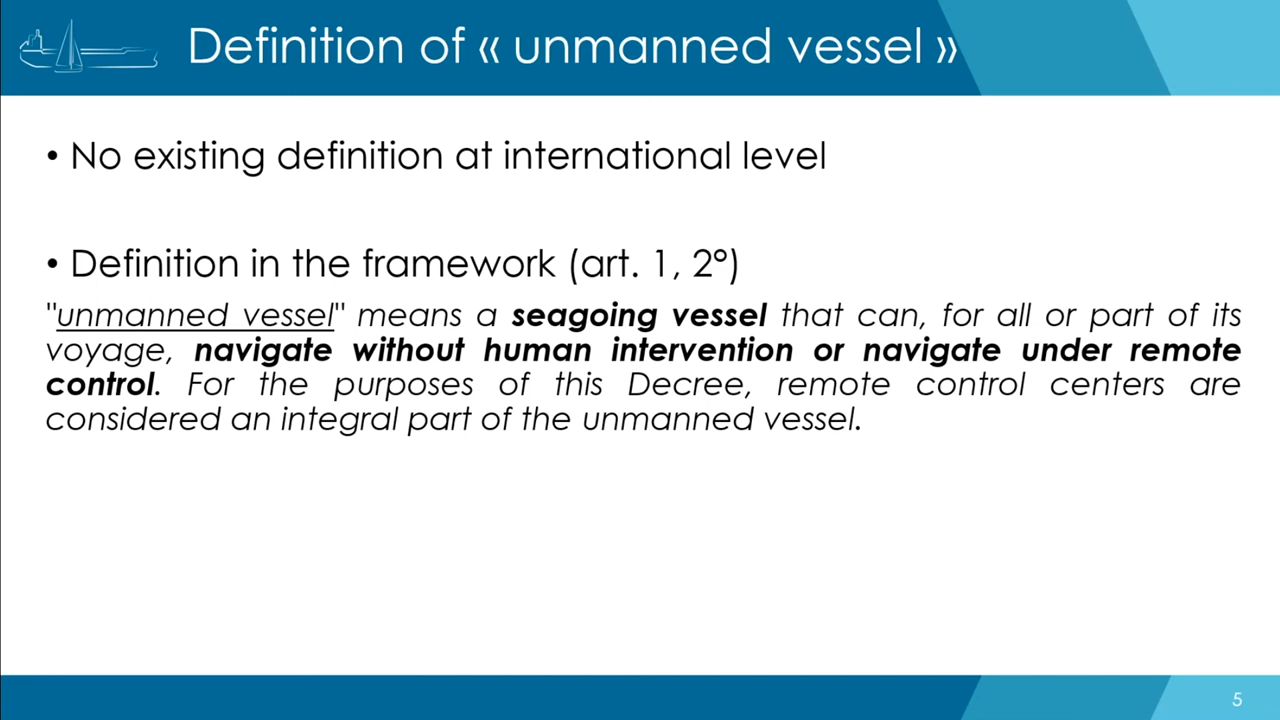 Definition of « unmanned vessel »
• No existing definition at international level
• Definition in the framework (art. 1, 2°)
"unmanned vessel" means a seagoing vessel that can, for all or part of its
voyage, navigate without human intervention or navigate under remote
control. For the purposes of this Decree, remote control centers are
considered an integral part of the unmanned vessel.
5